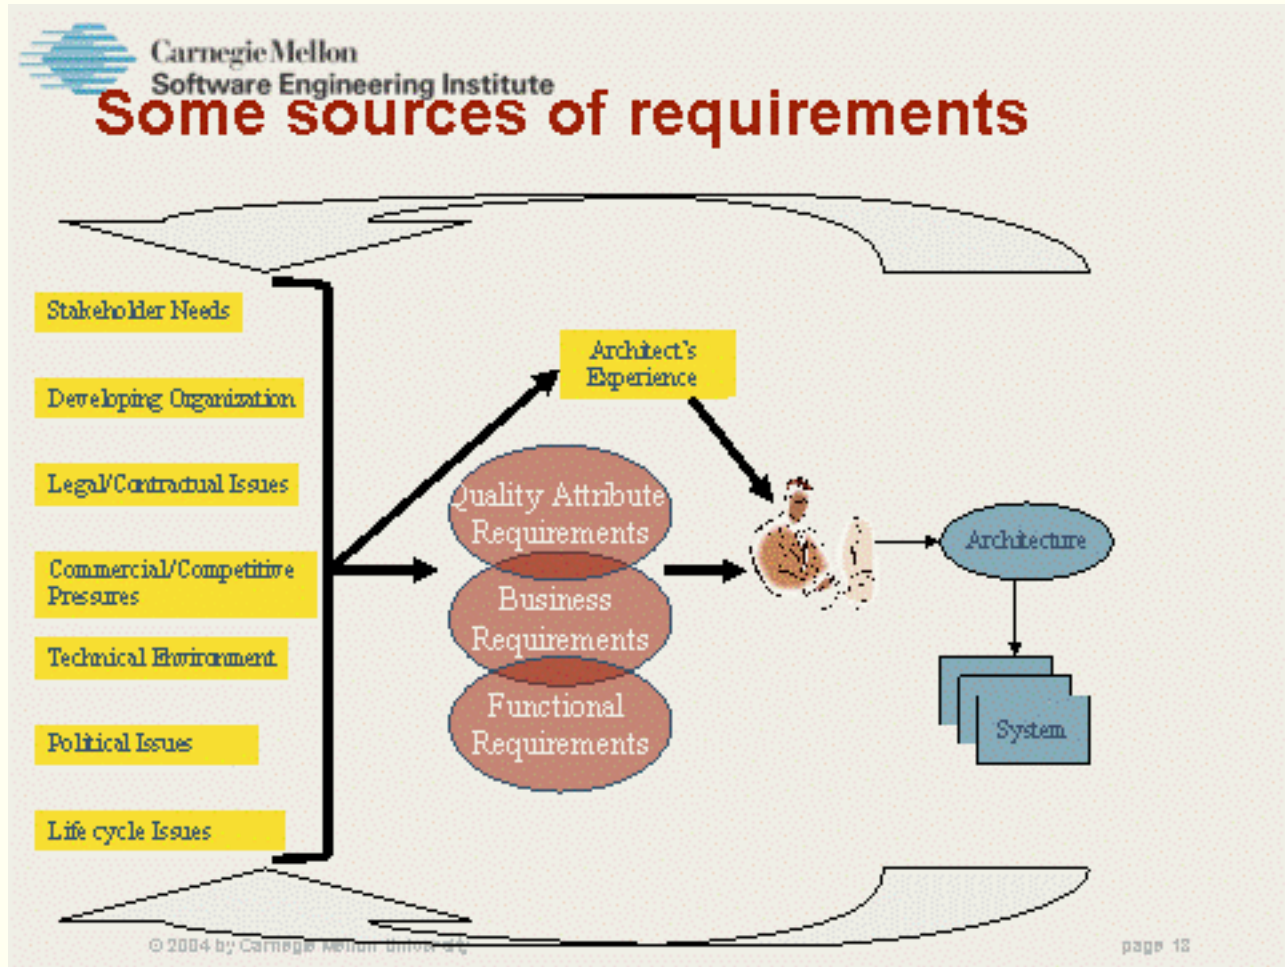 Carnegie Mellon
Software Engineering Institute
Some sources of requirements
Stakeholder Needs
Developing Organization
Legal/Contractual Issues
Commercial/Competitive
Pressures
Technical Environment
Political Issues
Life cycle Issues
Architect's
Experience
Quality Attribute
Requirements
Business
Requirements
Functional
Requirements
Architecture
System
© 2004 by Carnegie Mellon University
page 18